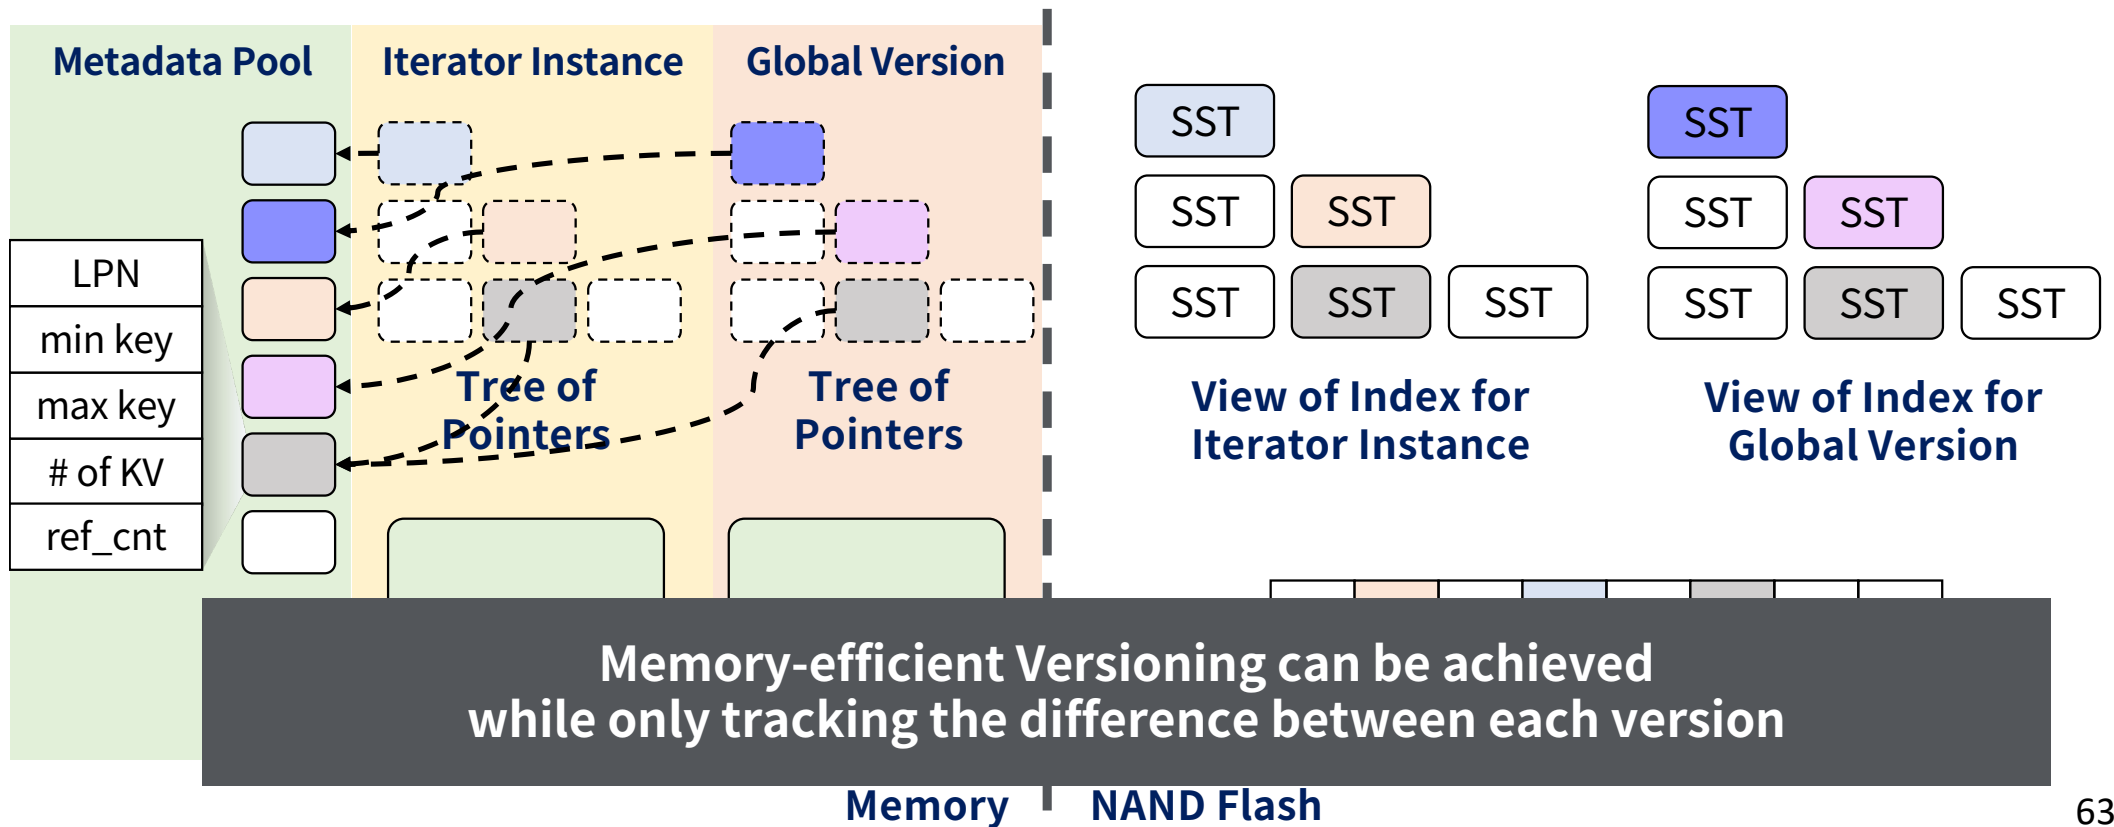 Metadata Pool
Iterator Instance
Global Version
LPN
min key
max key
# of KV
ref_cnt
Tree of
Pointers
Tree of
Pointers
SST
SST
SST
SST
SST
SST
View of Index for
Iterator Instance
SST
SST
SST
SST
SST
SST
View of Index for
Global Version
Memory-efficient Versioning can be achieved
while only tracking the difference between each version
Memory
NAND Flash
63